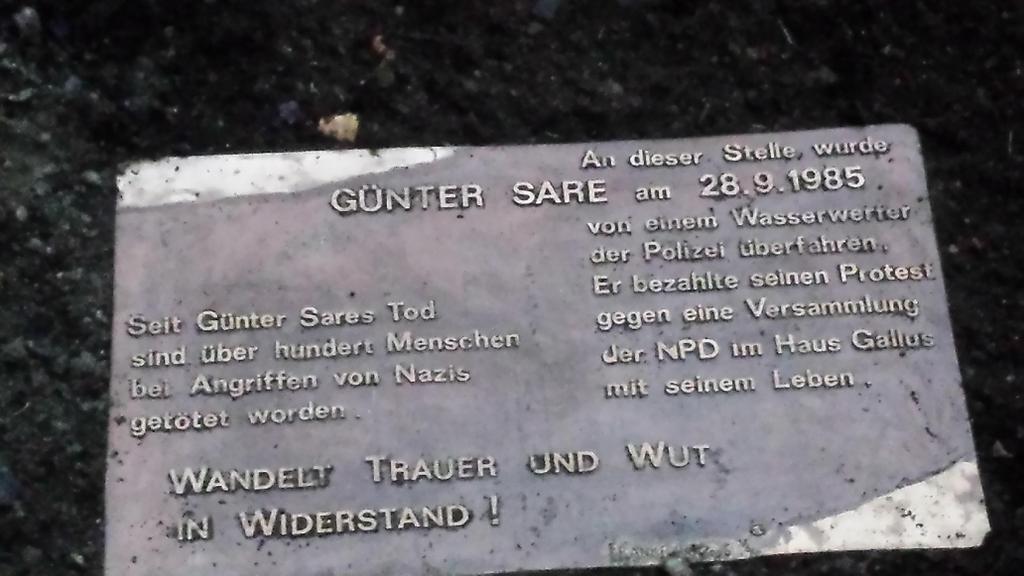 An dieser Stelle, wurde
GÜNTER SARE am 28.9.1985
von einem Wasserwerfer
der Polizei überfahren.
Er bezahlte seinen Protest
gegen eine Versammlung
der NPD im Haus Gallus
mit seinem Leben.
Seit Günter Sares Tod
sind über hundert Menschen
bei Angriffen von Nazis
getötet worden.
WANDELT TRAUER UND WUT
IN WIDERSTAND!